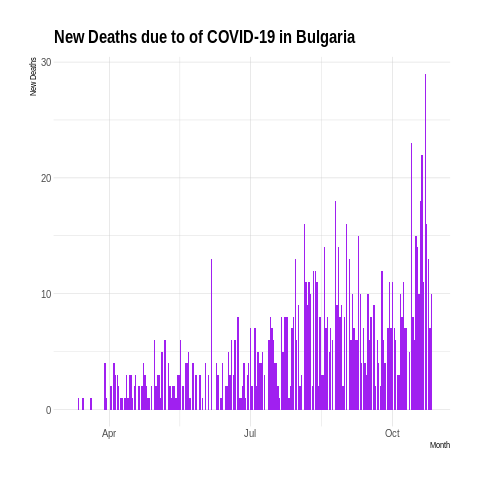 New Deaths due to of COVID-19 in Bulgaria
New Deaths
30
20
10
0
Apr
Jul
Oct
Month